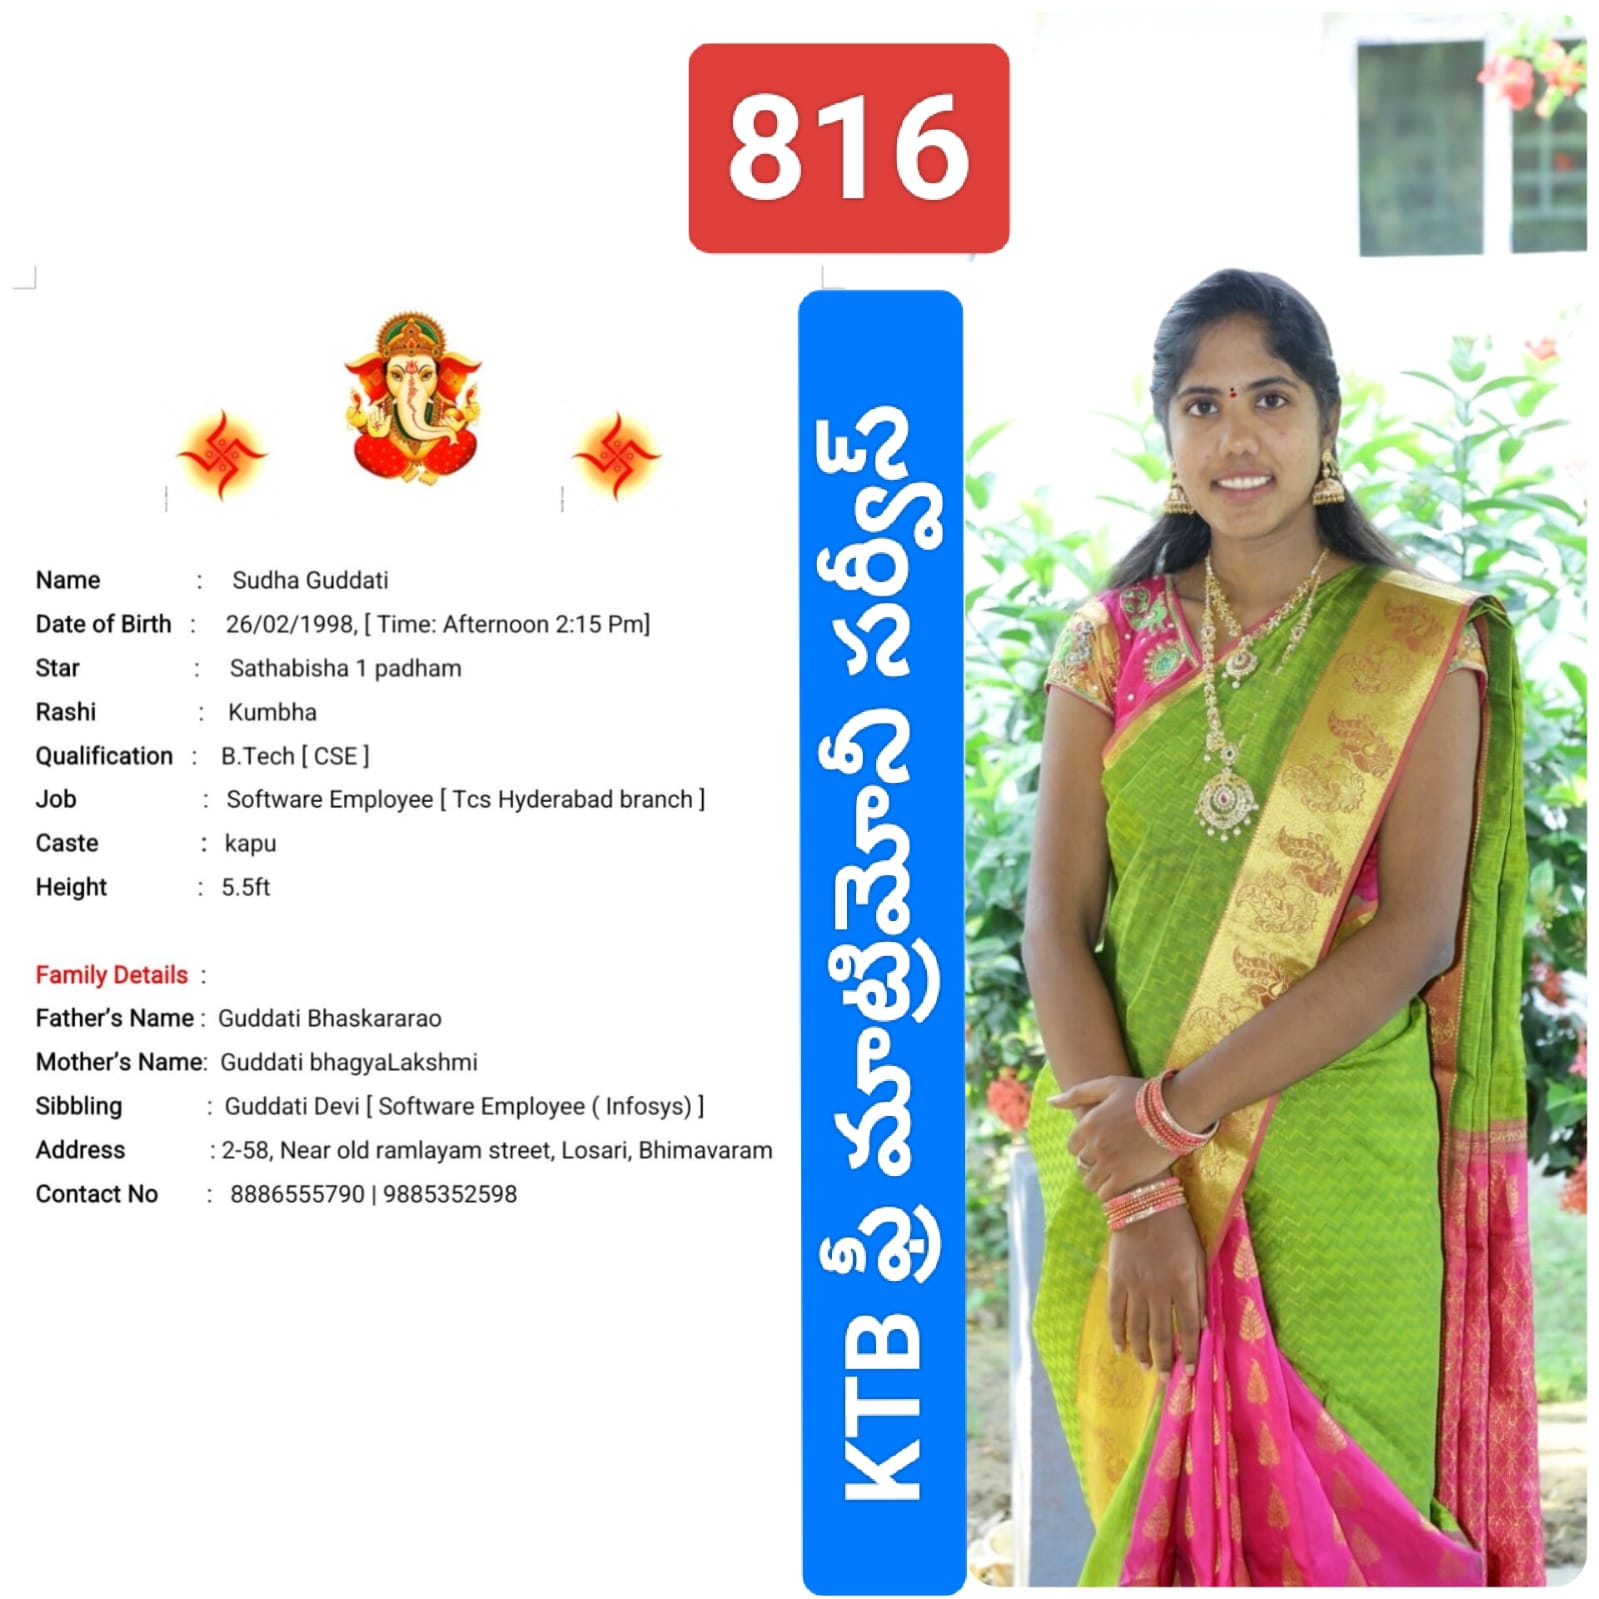 816
Name : Sudha Guddati
Date of Birth : 26/02/1998, [ Time: Afternoon 2:15 Pm]
Star : Sathabisha 1 padham
Rashi : Kumbha
Qualification : B.Tech [ CSE ]
Job : Software Employee [ Tcs Hyderabad branch ]
Caste : kapu
Height : 5.5ft
Family Details :
Father’s Name : Guddati Bhaskararao
Mother’s Name: Guddati bhagyaLakshmi
Sibbling : Guddati Devi [ Software Employee ( Infosys) ]
Address : 2-58, Near old ramlayam street, Losari, Bhimavaram
Contact No : 8886555790 | 9885352598
KTB ఫ్రీ మాట్రిమోనీ సర్వీస్